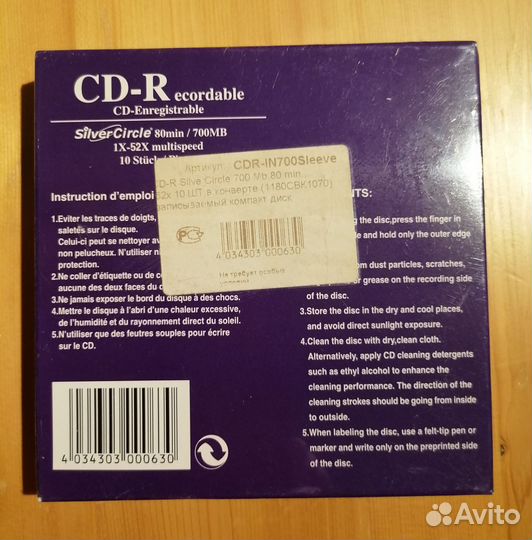 CD-R ecordable
CD-Enregistrable
SilverCircle 80min / 700MB
1X-52X multispeed
10 Stück /
Артикул: CDR-IN700Sleeve
CD-R Silve Circle 700 Mb 80 min
52x 10 ШТ в конверте (1180CBK1070)
записываемый компакт диск
РСТ
4 034303 000630
Не требует особых
Instruction d'emploi
1.Eviter les traces de doigts,
saletés sur le disque.
Celui-ci peut se nettoyer av
non pelucheux. N'utilisez pas
protection.
2.Ne coller d'étiquette ou de c
aucune des deux faces du d
3.Ne jamais exposer le bord du disque à des chocs.
4.Mettre le disque à l'abri d'une chaleur excessive,
de l'humidité et du rayonnement direct du soleil.
5.N'utiliser que des feutres souples pour écrire
sur le CD.
4 034303 000630
NTS:
ng the disc,press the finger in
e and hold only the outer edge
om dust particles, scratches,
or grease on the recording side
of the disc.
3.Store the disc in the dry and cool places,
and avoid direct sunlight exposure.
4.Clean the disc with dry,clean cloth.
Alternatively, apply CD cleaning detergents
such as ethyl alcohol to enhance the
cleaning performance. The direction of the
cleaning strokes should be going from inside
to outside.
5.When labeling the disc, use a felt-tip pen or
marker and write only on the preprinted side
of the disc.
Avito